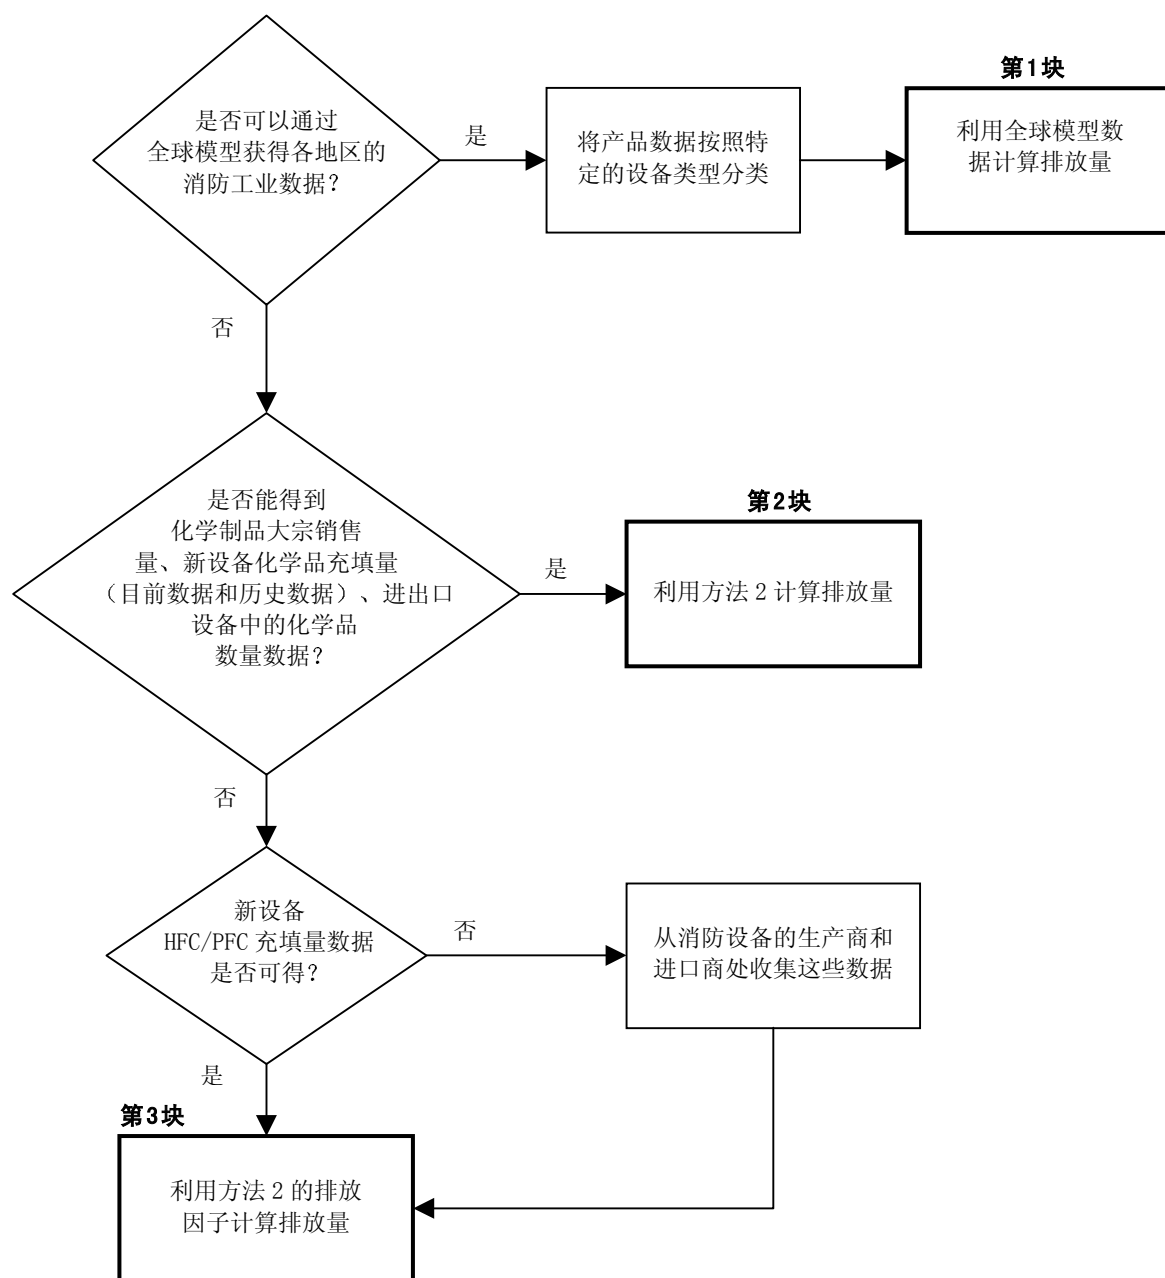 第1块
是否可以通过
全球模型获得各地区的
消防工业数据？
是
将产品数据按照特
定的设备类型分类
利用全球模型数
据计算排放量
否
是否能得到
化学制品大宗销售
量、新设备化学品充填量
（目前数据和历史数据）、进出口
设备中的化学品
数量数据？
是
第2块
利用方法 2 计算排放量
否
新设备
HFC/PFC 充填量数据
是否可得？
否
从消防设备的生产商和
进口商处收集这些数据
是
第3块
利用方法 2 的排放
因子计算排放量